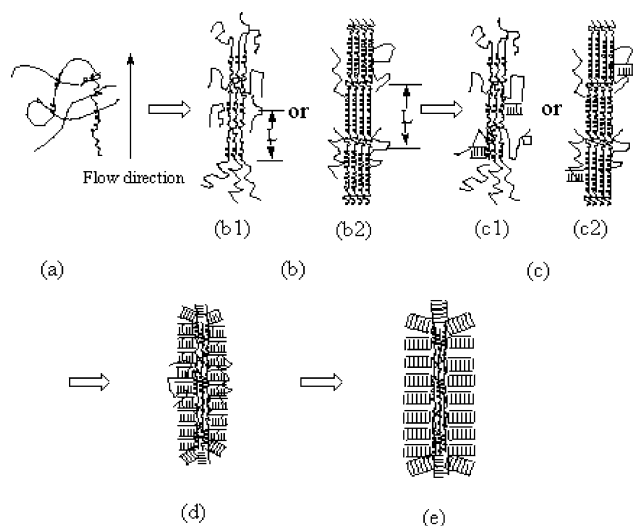 or
L
L
or
Flow direction
(b1)
(b2)
(c1)
(c2)
(a)
(b)
(c)
(d)
(e)